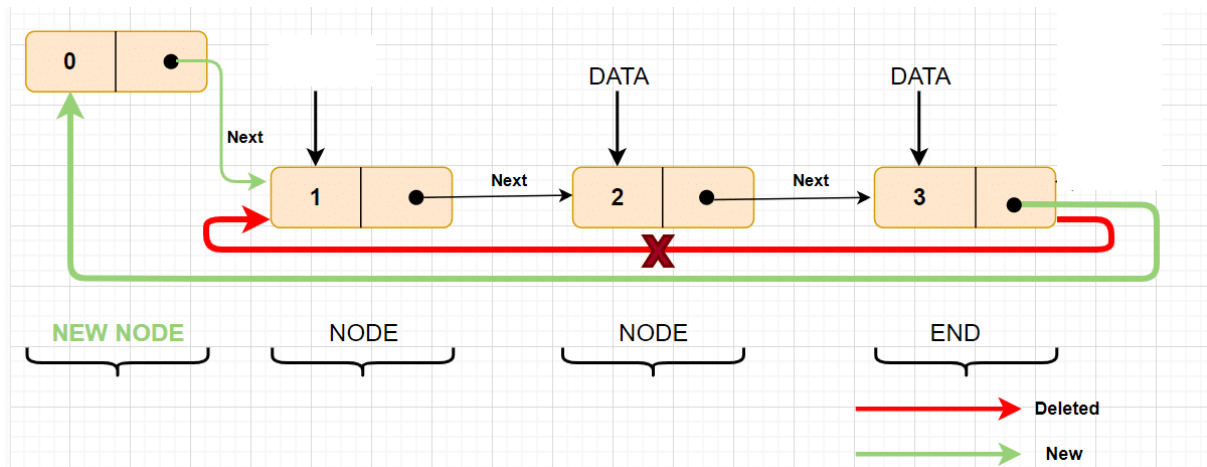 0
DATA
DATA
Next
1
Next
2
Next
3
X
NEW NODE
NODE
NODE
END
Deleted
New